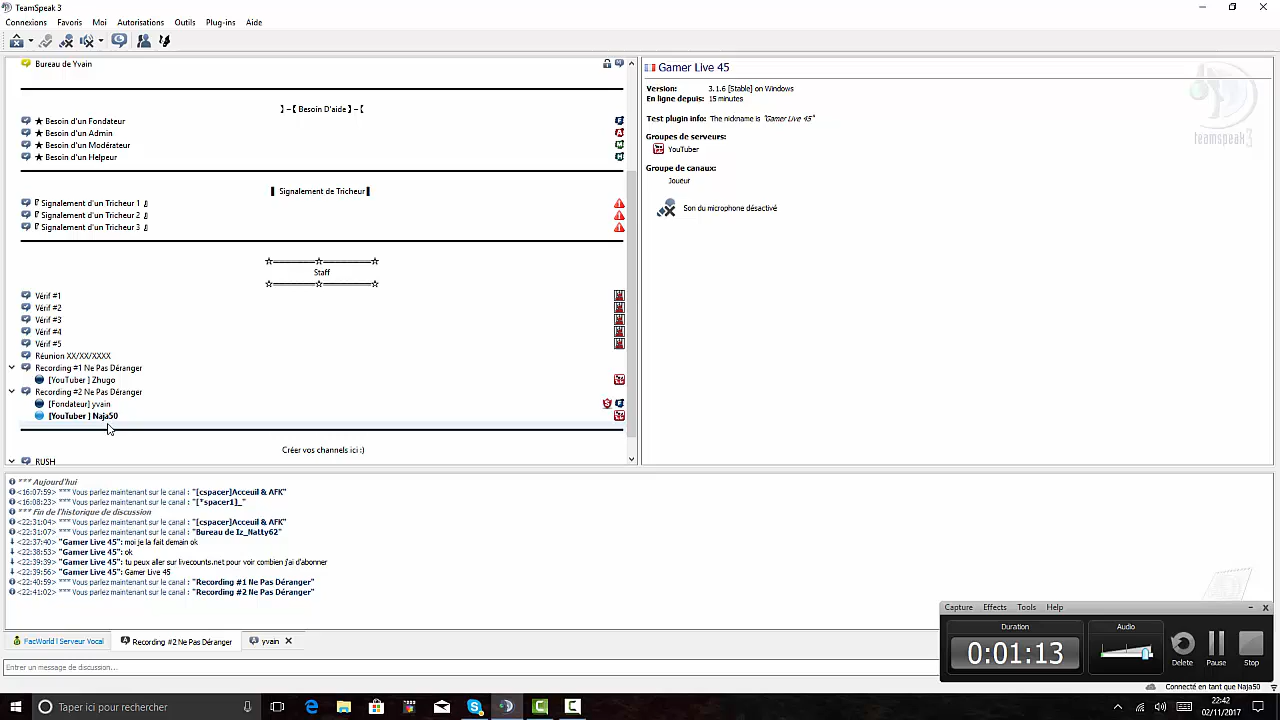 TeamSpeak 3
Connexions Favoris Moi Autorisations Outils Plug-ins Aide
Bureau de Yvain
】–【 Besoin D'aide 】–【
★ Besoin d'un Fondateur
★ Besoin d'un Admin
★ Besoin d'un Modérateur
★ Besoin d'un Helpeur
▌ Signalement de Tricheur▌
『 Signalement d'un Tricheur 1 』
『 Signalement d'un Tricheur 2 』
『 Signalement d'un Tricheur 3 』
☆════════☆════════☆
Staff
☆════════☆════════☆
Vérif #1
Vérif #2
Vérif #3
Vérif #4
Vérif #5
Réunion XX/XX/XXXX
Recording #1 Ne Pas Déranger
[YouTuber ] Zhugo
Recording #2 Ne Pas Déranger
[Fondateur] yvain
[YouTuber ] Naja50
Créer vos channels ici :)
RUSH
Gamer Live 45
Version: 3.1.6 [Stable] on Windows
En ligne depuis: 15 minutes
Test plugin info: The nickname is "Gamer Live 45"
Groupes de serveurs:
YouTuber
Groupe de canaux:
Joueur
Son du microphone désactivé
teamspeak3
*** Aujourd'hui
<16:07:59> *** Vous parlez maintenant sur le canal : "[cspacer]Acceuil & AFK"
<16:08:23> *** Vous parlez maintenant sur le canal : "[*spacer1]_"
*** Fin de l'historique de discussion
<22:31:04> *** Vous parlez maintenant sur le canal : "[cspacer]Acceuil & AFK"
<22:31:07> *** Vous parlez maintenant sur le canal : "Bureau de Iz_Natty62"
<22:37:40> "Gamer Live 45": moi je la fait demain ok
<22:38:53> "Gamer Live 45": ok
<22:39:39> "Gamer Live 45": tu peux aller sur livecounts.net pour voir combien j'ai d'abonner
<22:39:56> "Gamer Live 45": Gamer Live 45
<22:40:59> *** Vous parlez maintenant sur le canal : "Recording #1 Ne Pas Déranger"
<22:41:02> *** Vous parlez maintenant sur le canal : "Recording #2 Ne Pas Déranger"
FacWorld l Serveur Vocal Recording #2 Ne Pas Déranger yvain
Entrer un message de discussion...
Capture Effects Tools Help
Duration Audio
0:01:13
Delete Pause Stop
Connecté en tant que Naja50
Taper ici pour rechercher
22:42
02/11/2017